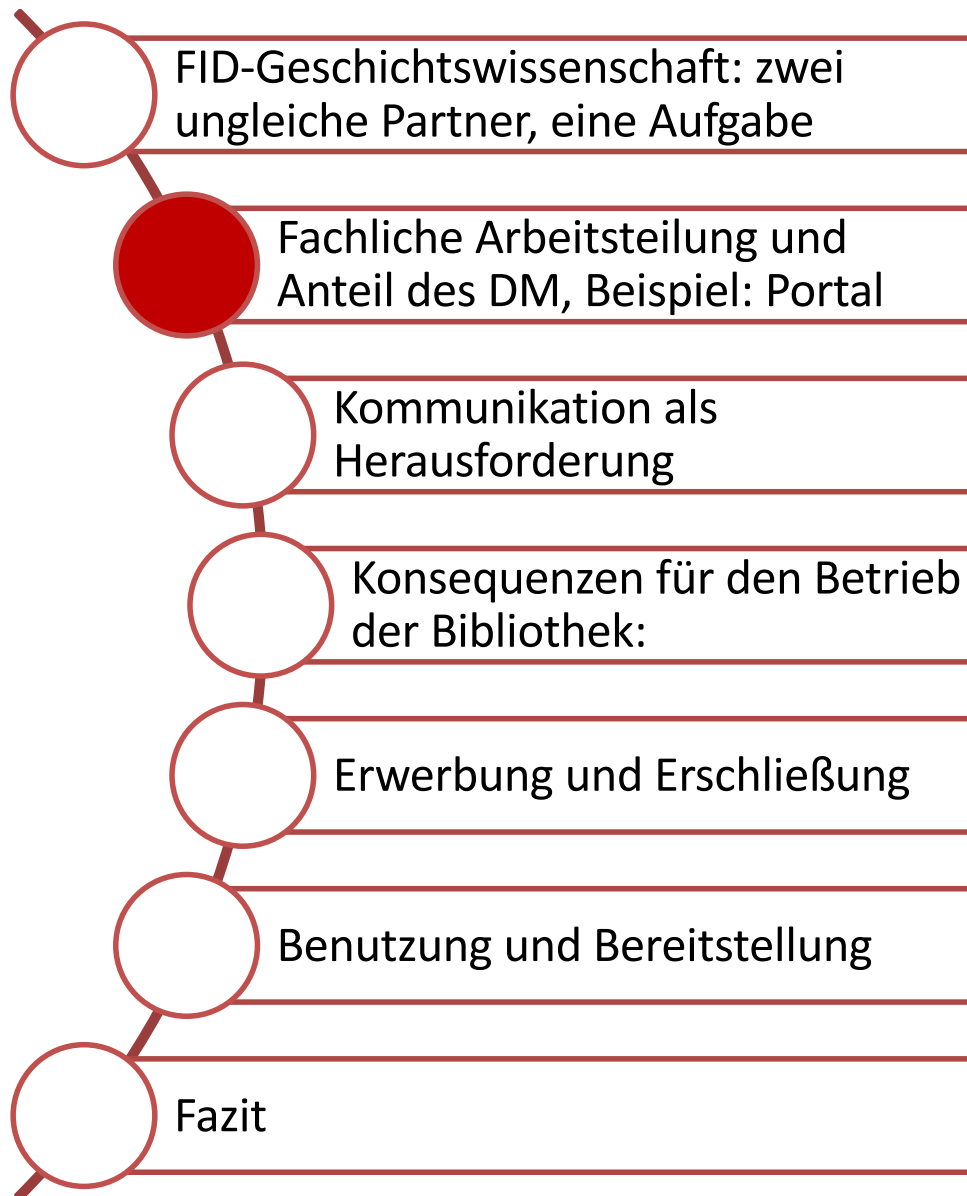 FID-Geschichtswissenschaft: zwei
ungleiche Partner, eine Aufgabe
Fachliche Arbeitsteilung und
Anteil des DM, Beispiel: Portal
Kommunikation als
Herausforderung
Konsequenzen für den Betrieb
der Bibliothek:
Erwerbung und Erschließung
Benutzung und Bereitstellung
Fazit